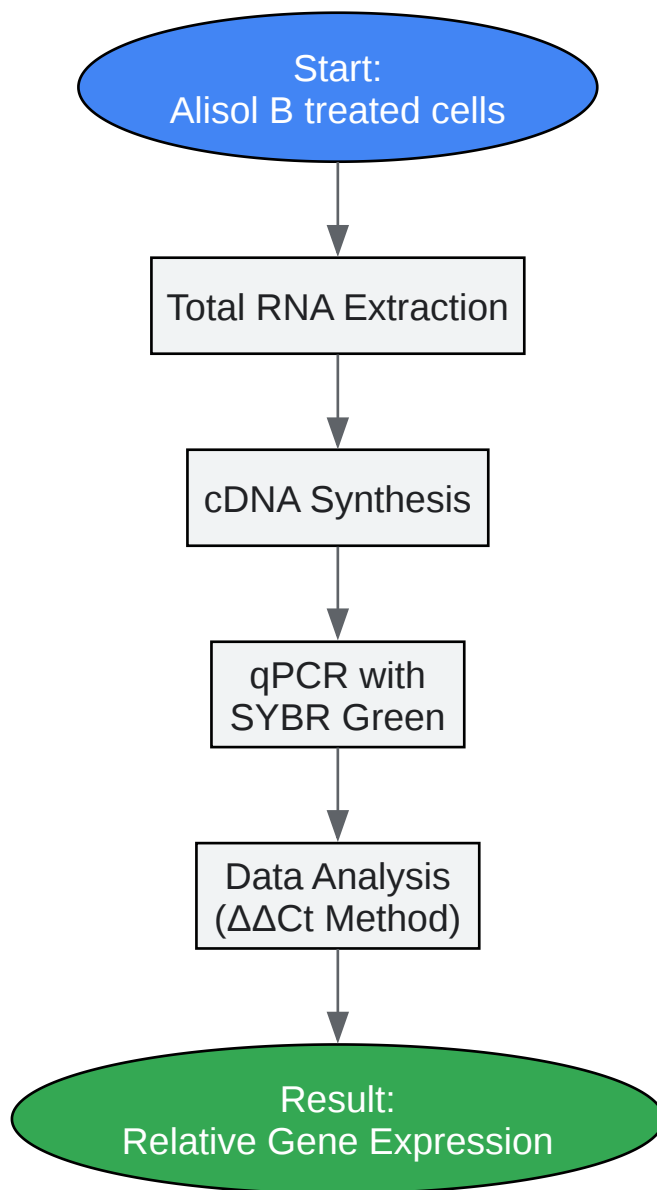 Start:
Alisol B treated cells
Total RNA Extraction
cDNA Synthesis
qPCR with
SYBR Green
Data Analysis
(ΔΔCt Method)
Result:
Relative Gene Expression